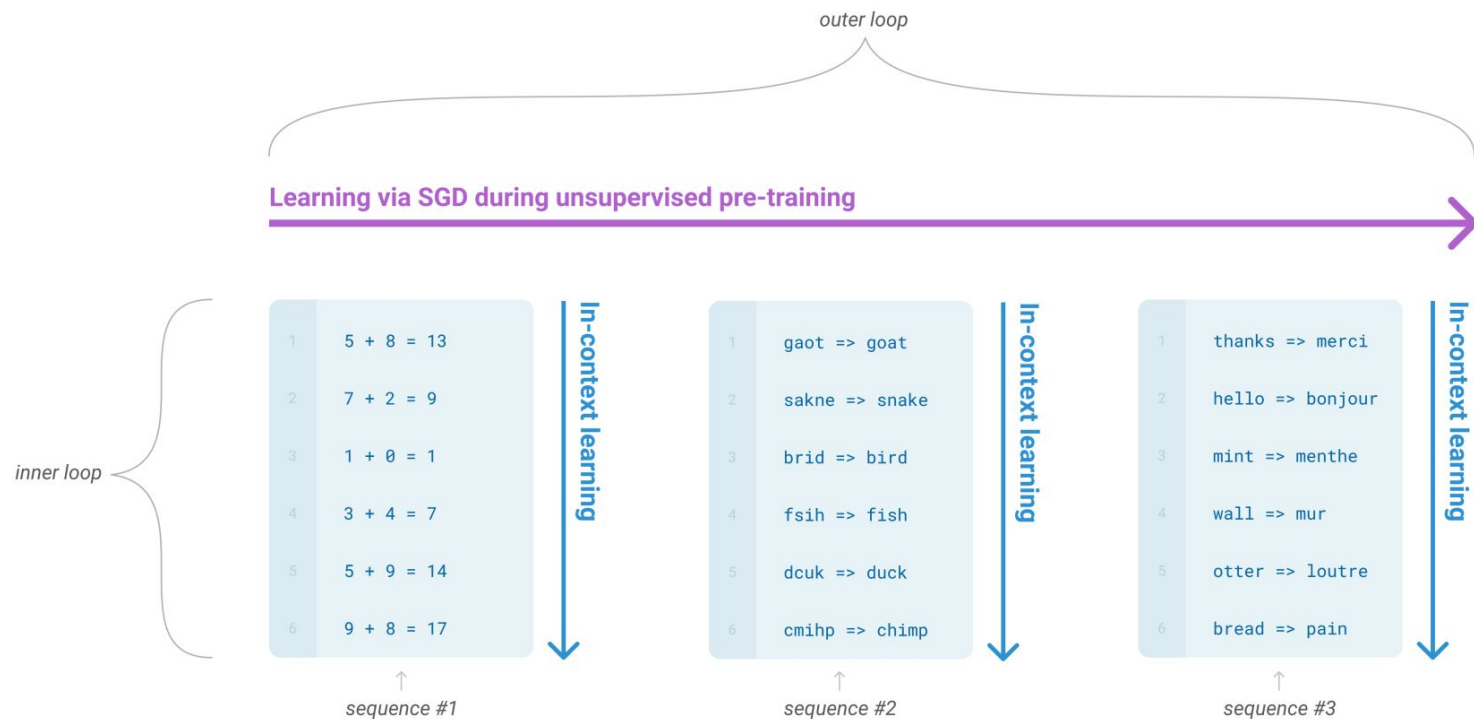 outer loop
Learning via SGD during unsupervised pre-training
inner loop
1 5 + 8 = 13
2 7 + 2 = 9
3 1 + 0 = 1
4 3 + 4 = 7
5 5 + 9 = 14
6 9 + 8 = 17
In-context learning
sequence #1
1 gaot => goat
2 sakne => snake
3 brid => bird
4 fsih => fish
5 dcuk => duck
6 cmihp => chimp
In-context learning
sequence #2
1 thanks => merci
2 hello => bonjour
3 mint => menthe
4 wall => mur
5 otter => loutre
6 bread => pain
In-context learning
sequence #3